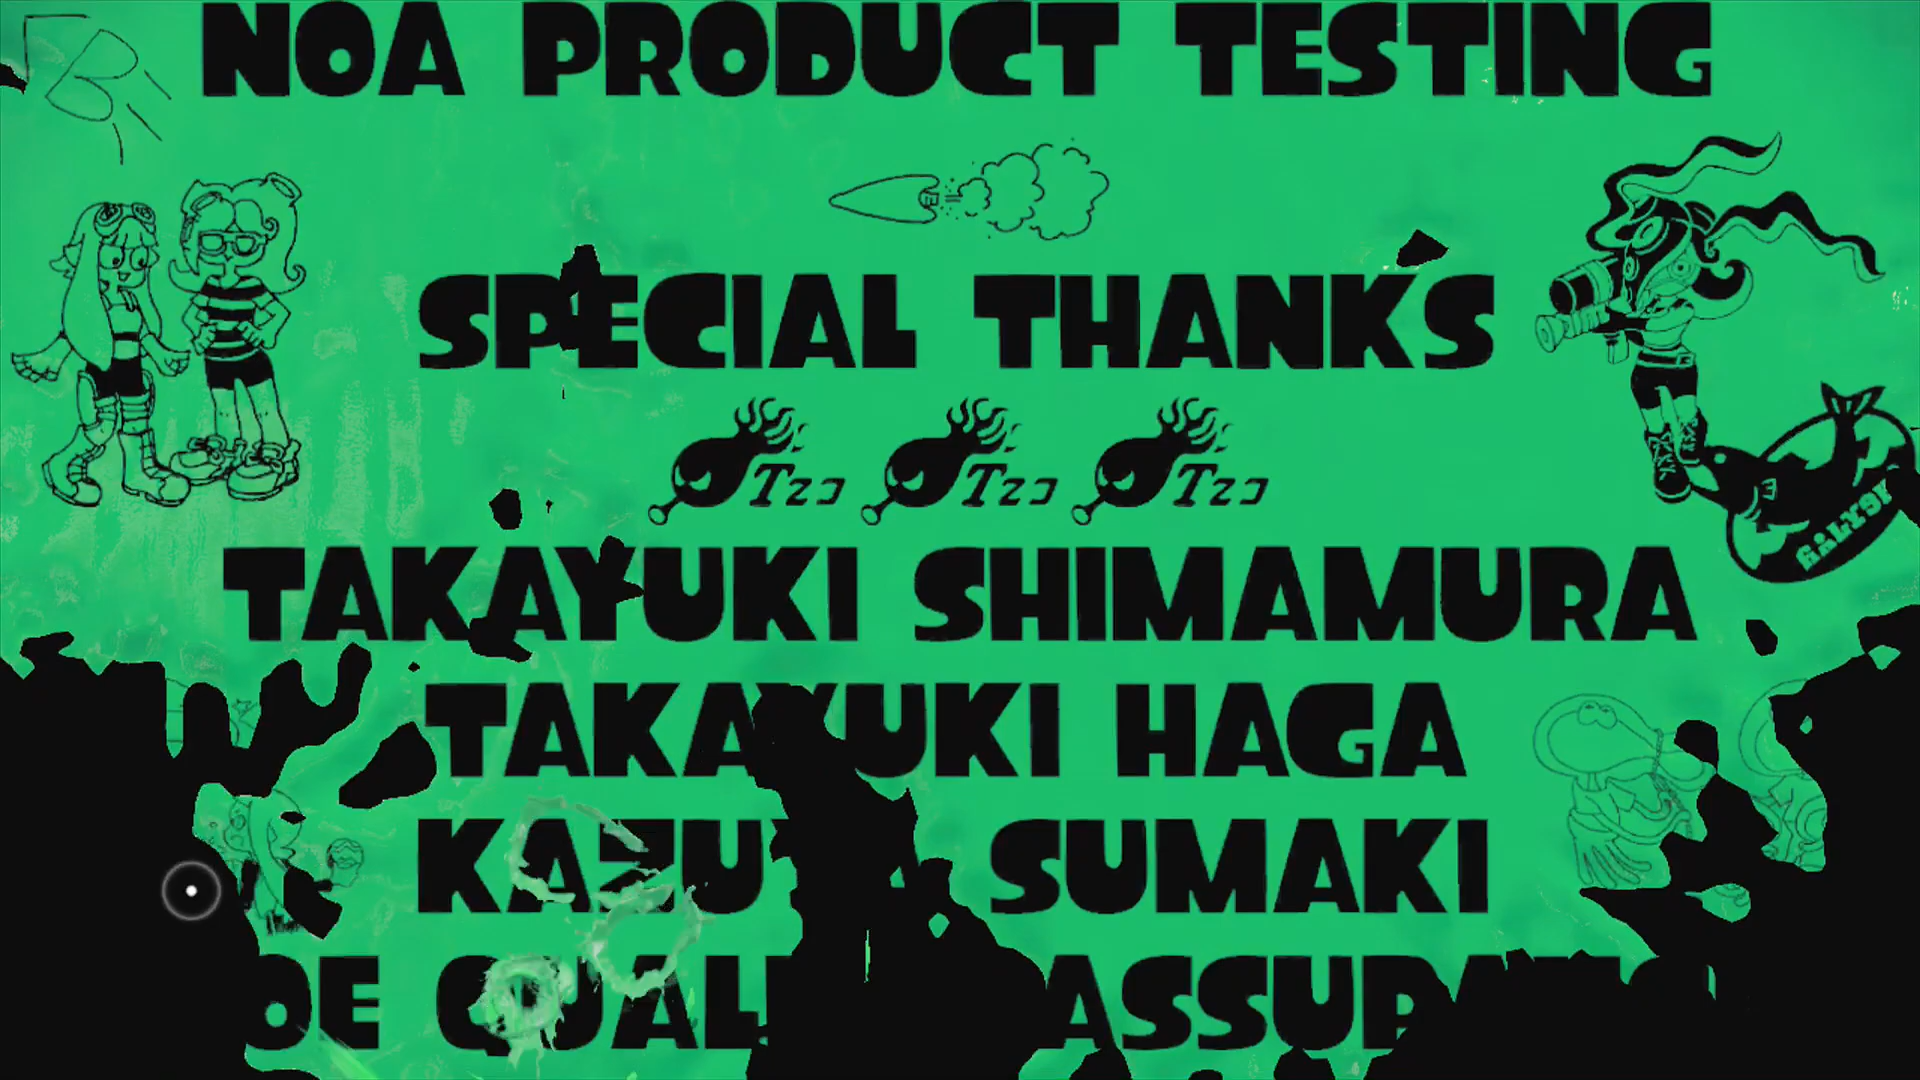 NOA PRODUCT TESTING
SPECIAL THANKS
TAKAYUKI SHIMAMURA
TAKAYUKI HAGA
SUMAKI